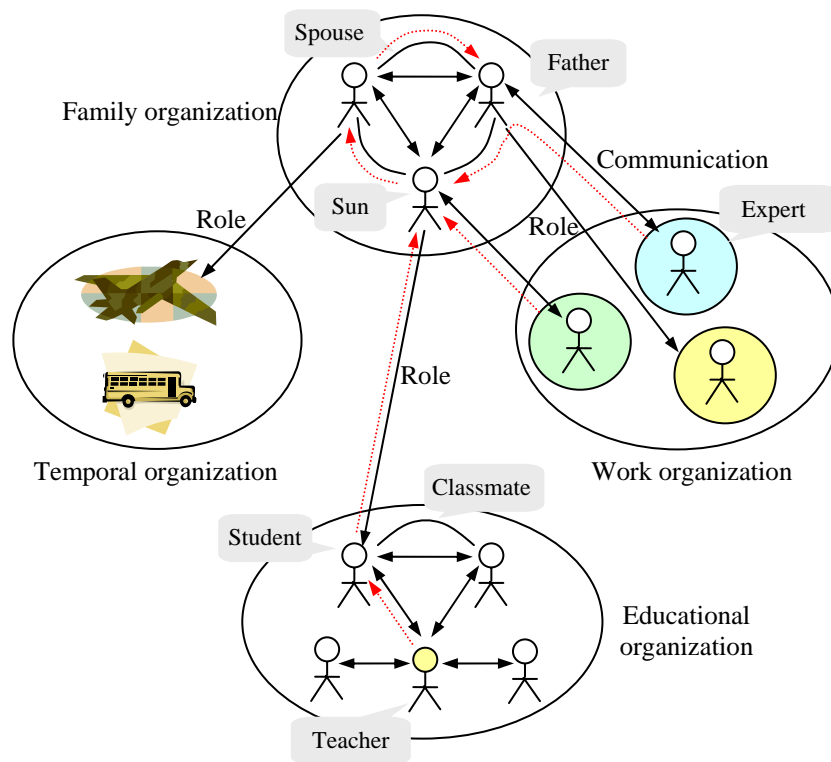 Spouse
Father
Family organization
Communication
Sun
Role
Role
Expert
Role
Temporal organization
Work organization
Classmate
Student
Educational
organization
Teacher